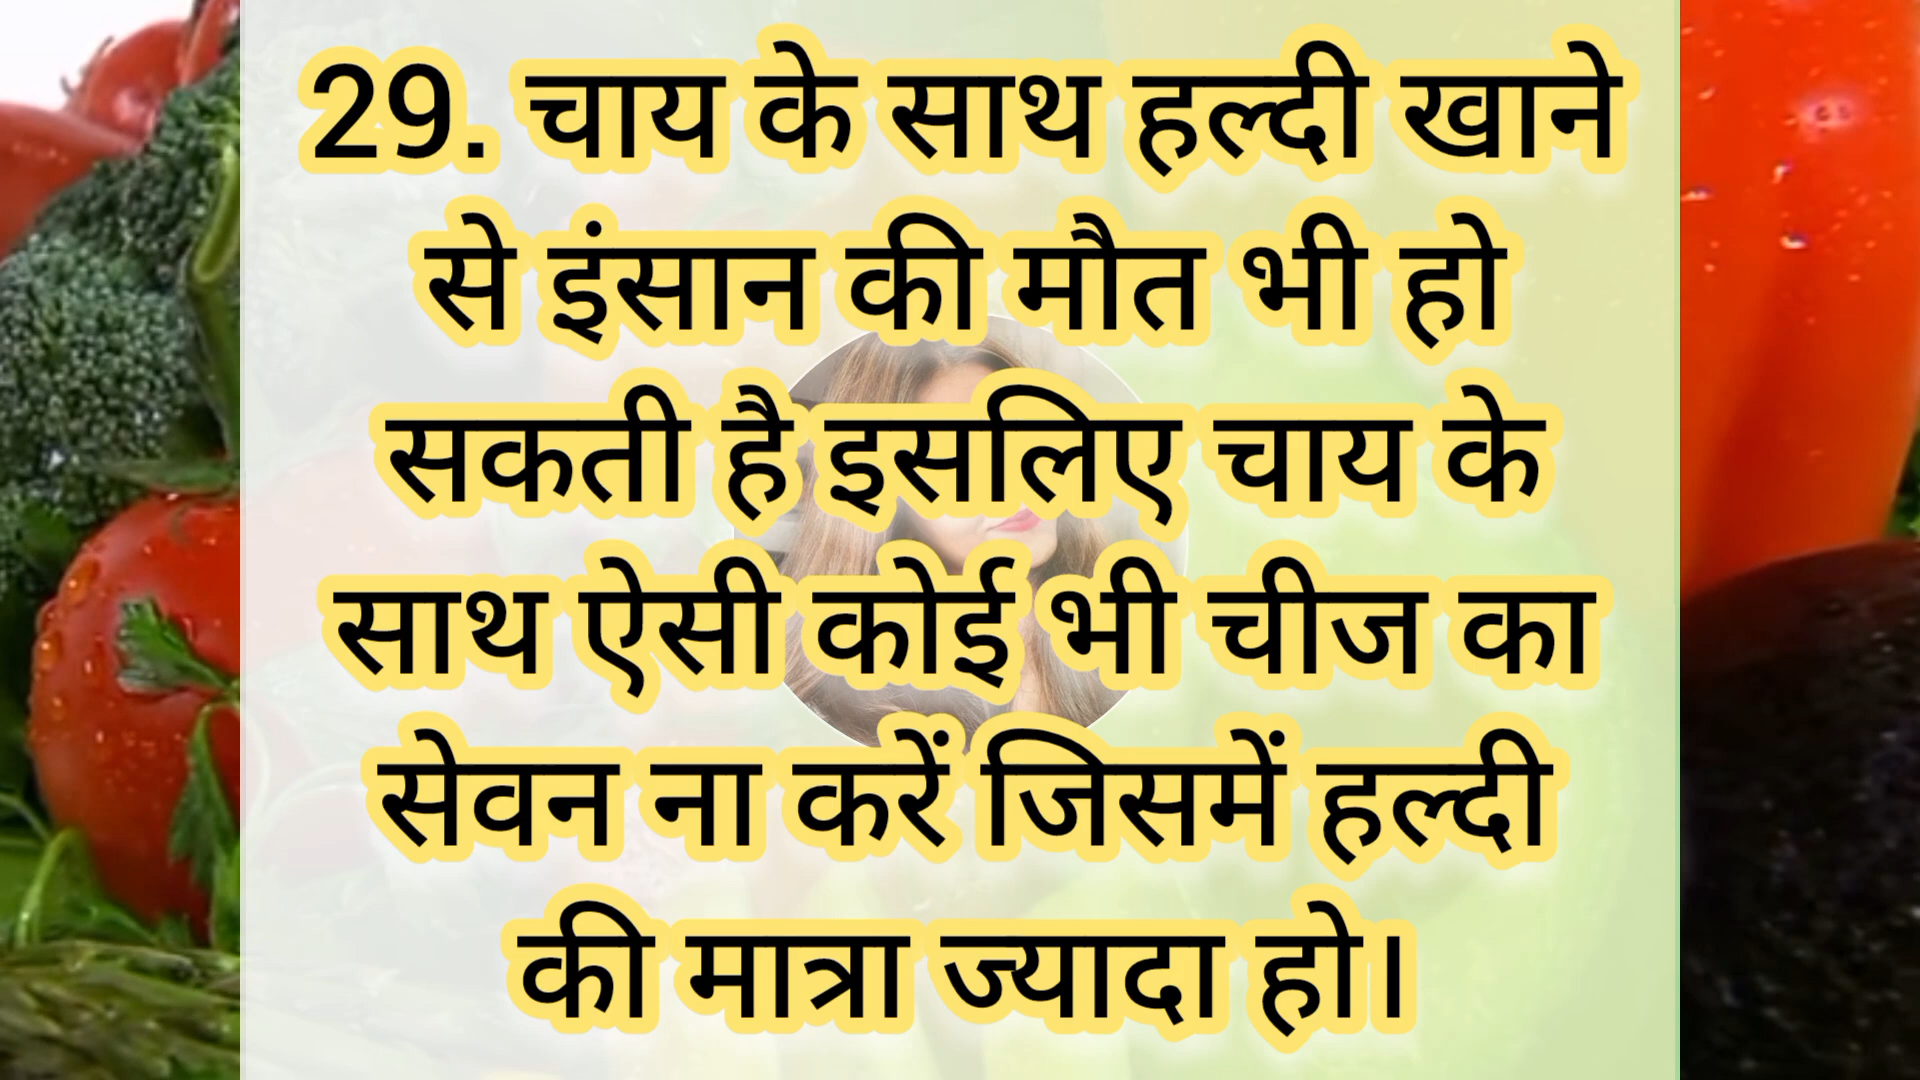 29. चाय के साथ हल्दी खाने
से इंसान की मौत भी हो
सकती है इसलिए चाय के
साथ ऐसी कोई भी चीज का
सेवन ना करें जिसमें हल्दी
की मात्रा ज्यादा हो।